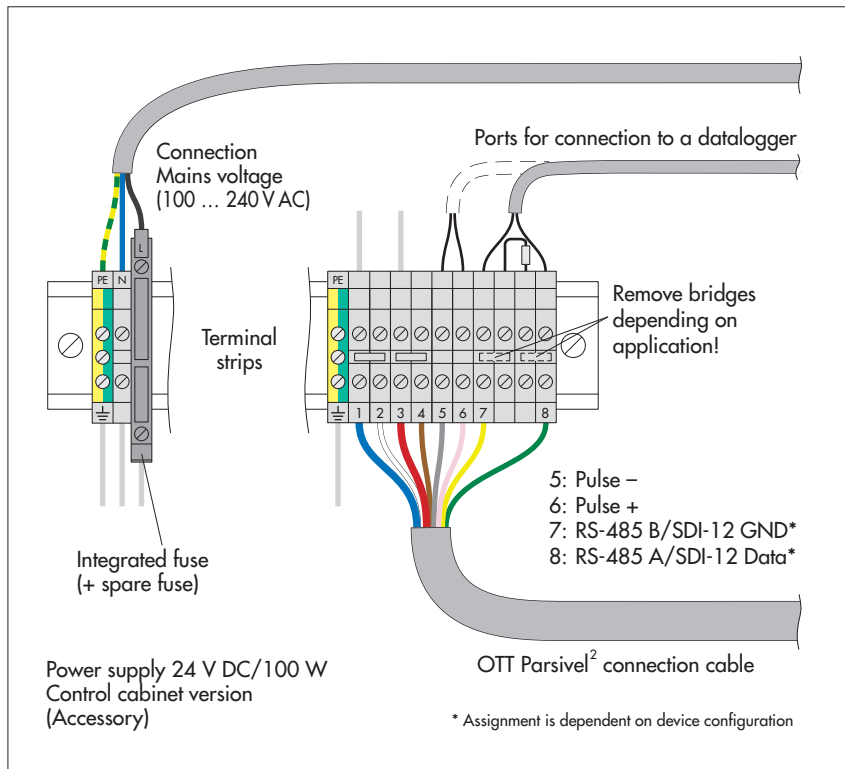 Connection
Mains voltage
(100 ... 240 V AC)
Ports for connection to a datalogger
L
PE N
PE
Terminal
strips
Remove bridges
depending on
application!
1 2 3 4 5 6 7 8
5: Pulse –
6: Pulse +
7: RS-485 B/SDI-12 GND*
8: RS-485 A/SDI-12 Data*
Integrated fuse
(+ spare fuse)
OTT Parsivel² connection cable
Power supply 24 V DC/100 W
Control cabinet version
(Accessory)
* Assignment is dependent on device configuration